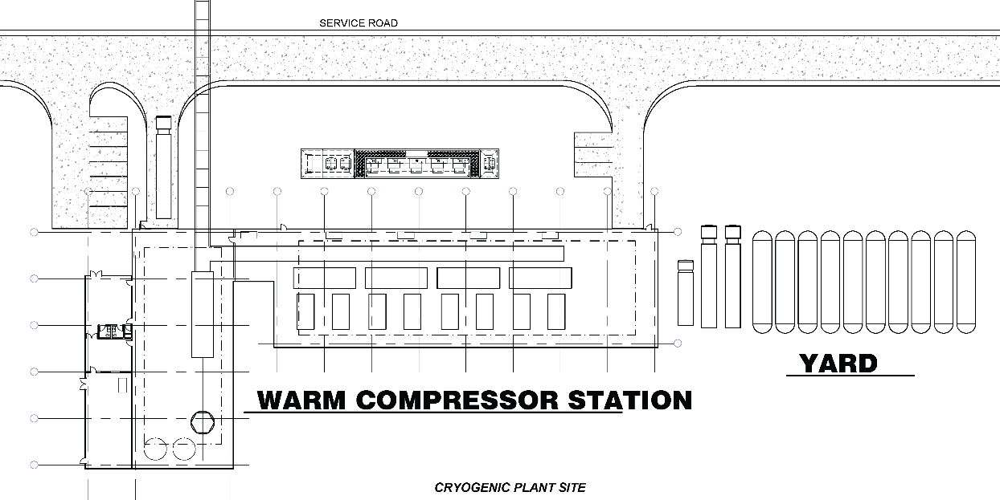 SERVICE ROAD
YARD
WARM COMPRESSOR STATION
CRYOGENIC PLANT SITE